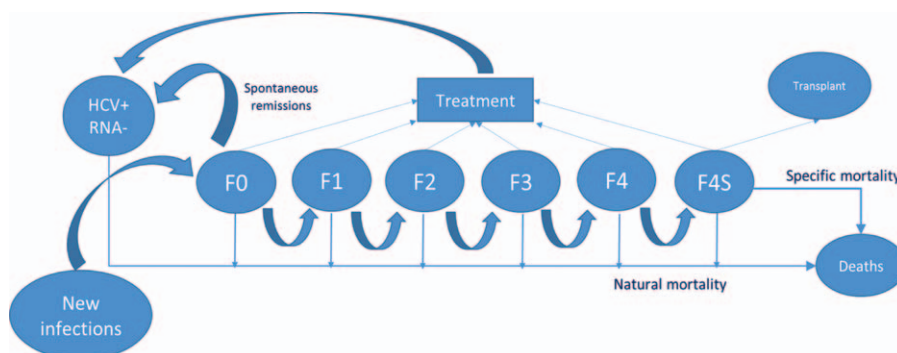 HCV+
RNA-
Spontaneous
remissions
Treatment
Transplant
F0
F1
F2
F3
F4
F4S
Specific mortality
Natural mortality
Deaths
New
infections